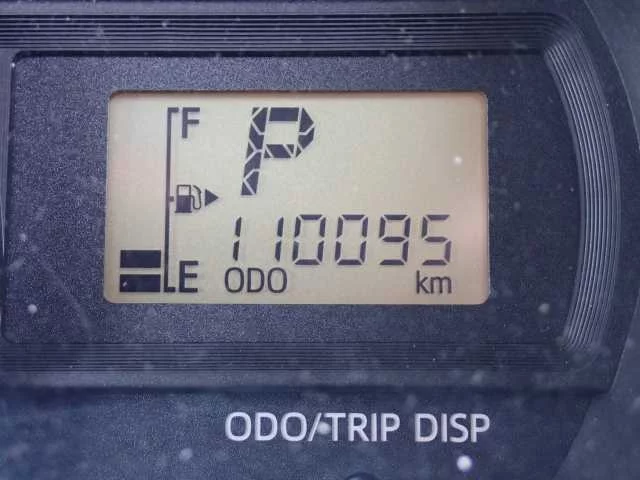 F
P
110095
E ODO km
ODO/TRIP DISP